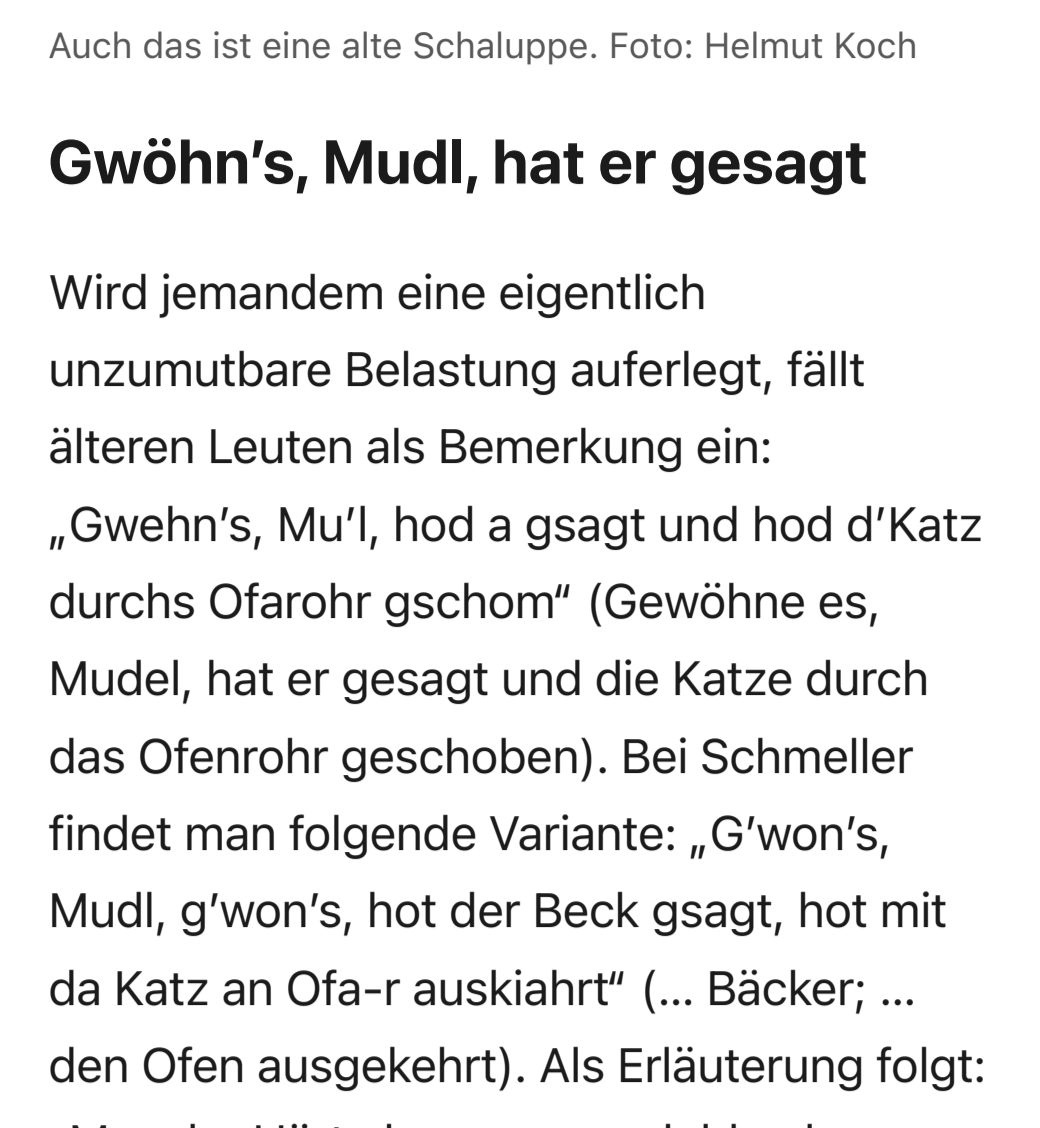 Auch das ist eine alte Schaluppe. Foto: Helmut Koch
Gwöhn’s, Mudl, hat er gesagt
Wird jemandem eine eigentlich
unzumutbare Belastung auferlegt, fällt
älteren Leuten als Bemerkung ein:
„Gwehn’s, Mu’l, hod a gsagt und hod d’Katz
durchs Ofarohr gschom“ (Gewöhne es,
Mudel, hat er gesagt und die Katze durch
das Ofenrohr geschoben). Bei Schmeller
findet man folgende Variante: „G’won’s,
Mudl, g’won’s, hot der Beck gsagt, hot mit
da Katz an Ofa-r auskiahrt“ (... Bäcker; ...
den Ofen ausgekehrt). Als Erläuterung folgt: